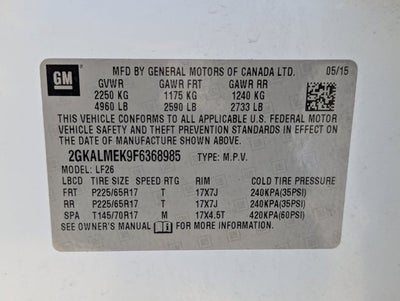 GM
MFD BY GENERAL MOTORS OF CANADA LTD. 05/15
GVWR GAWR FRT GAWR RR
2250 KG 1175 KG 1240 KG
4960 LB 2590 LB 2733 LB
THIS VEHICLE CONFORMS TO ALL APPLICABLE U.S. FEDERAL MOTOR
VEHICLE SAFETY AND THEFT PREVENTION STANDARDS IN EFFECT ON
THE DATE OF MANUFACTURE SHOWN ABOVE.
2GKALMEK9F6368985 TYPE: M.P.V.
MODEL: LF26
LBCD TIRE SIZE SPEED RTG RIM COLD TIRE PRESSURE
FRT P225/65R17 T 17X7J 240KPA(35PSI)
RR P225/65R17 T 17X7J 240KPA(35PSI)
SPA T145/70R17 M 17X4.5T 420KPA(60PSI)
SEE OWNER'S MANUAL FOR MORE INFORMATION.